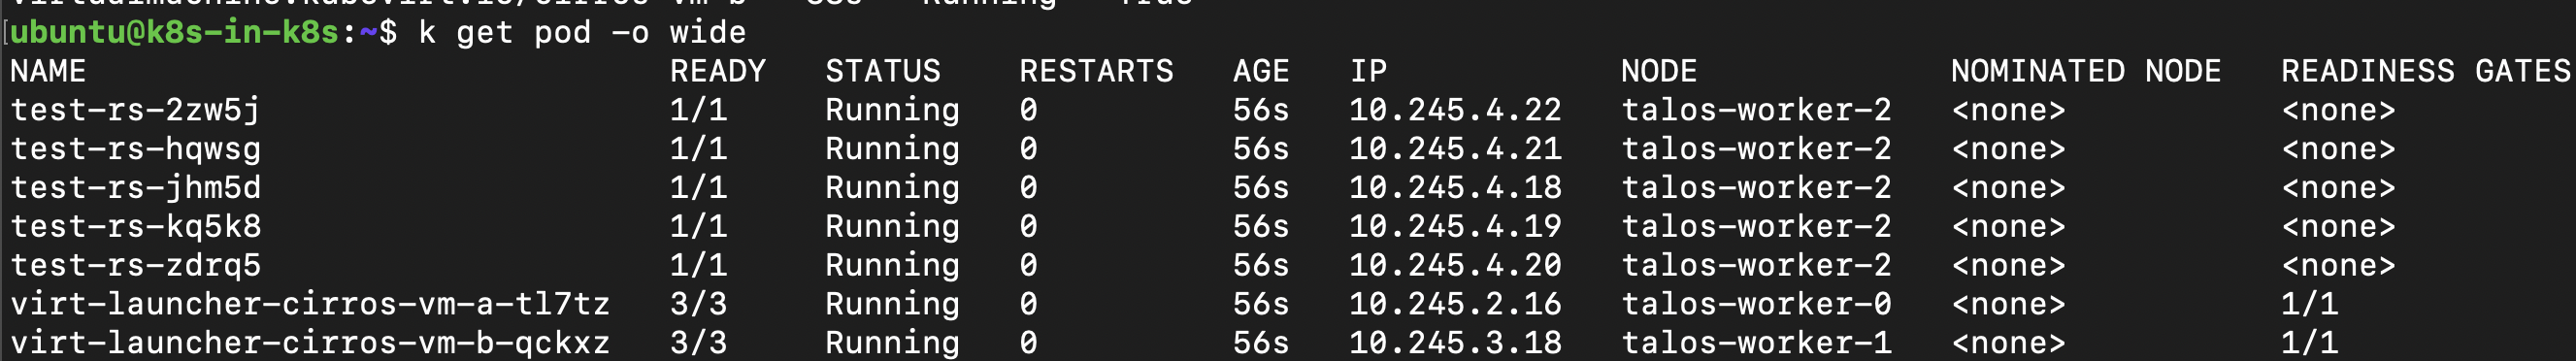 ubuntu@k8s-in-k8s:~$ k get pod -o wide
NAME READY STATUS RESTARTS AGE IP NODE NOMINATED NODE READINESS GATES
test-rs-2zw5j 1/1 Running 0 56s 10.245.4.22 talos-worker-2 <none> <none>
test-rs-hqwsg 1/1 Running 0 56s 10.245.4.21 talos-worker-2 <none> <none>
test-rs-jhm5d 1/1 Running 0 56s 10.245.4.18 talos-worker-2 <none> <none>
test-rs-kq5k8 1/1 Running 0 56s 10.245.4.19 talos-worker-2 <none> <none>
test-rs-zdrq5 1/1 Running 0 56s 10.245.4.20 talos-worker-2 <none> <none>
virt-launcher-cirros-vm-a-tl7tz 3/3 Running 0 56s 10.245.2.16 talos-worker-0 <none> 1/1
virt-launcher-cirros-vm-b-qckxz 3/3 Running 0 56s 10.245.3.18 talos-worker-1 <none> 1/1